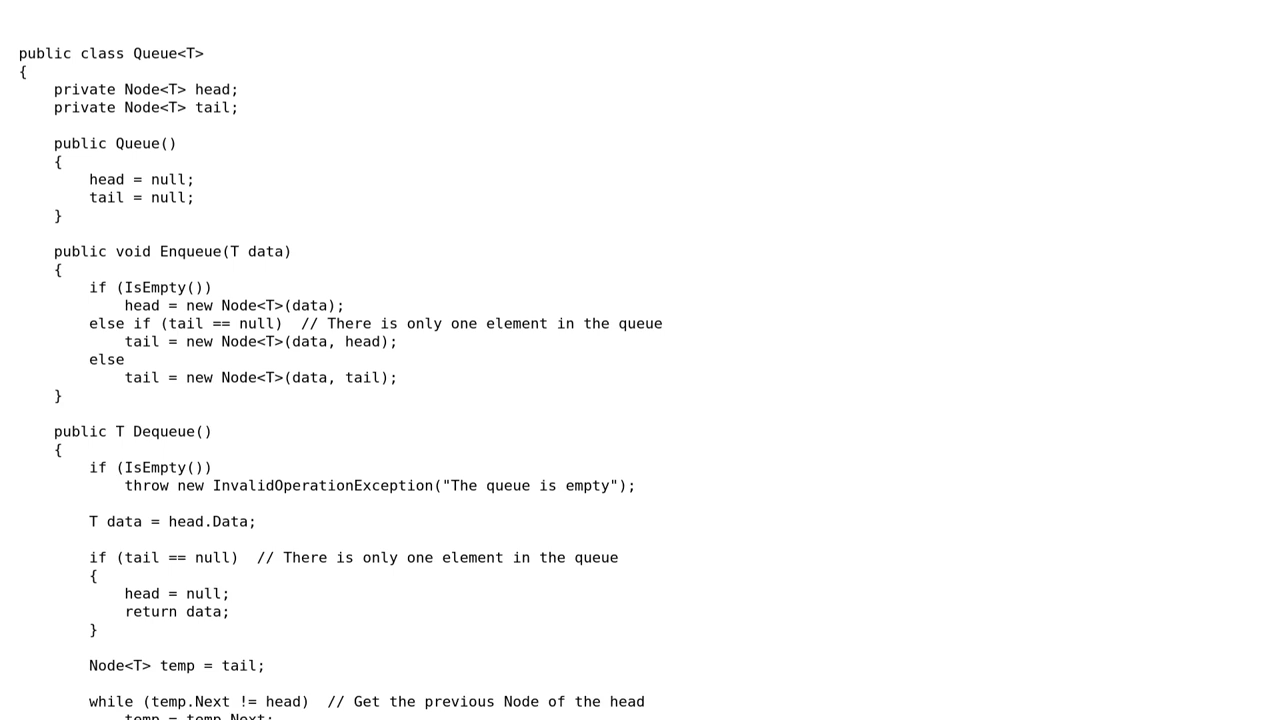 public class Queue<T>
{
    private Node<T> head;
    private Node<T> tail;

    public Queue()
    {
        head = null;
        tail = null;
    }

    public void Enqueue(T data)
    {
        if (IsEmpty())
            head = new Node<T>(data);
        else if (tail == null)  // There is only one element in the queue
            tail = new Node<T>(data, head);
        else
            tail = new Node<T>(data, tail);
    }

    public T Dequeue()
    {
        if (IsEmpty())
            throw new InvalidOperationException("The queue is empty");

        T data = head.Data;

        if (tail == null)  // There is only one element in the queue
        {
            head = null;
            return data;
        }

        Node<T> temp = tail;

        while (temp.Next != head)  // Get the previous Node of the head
            temp = temp.Next;